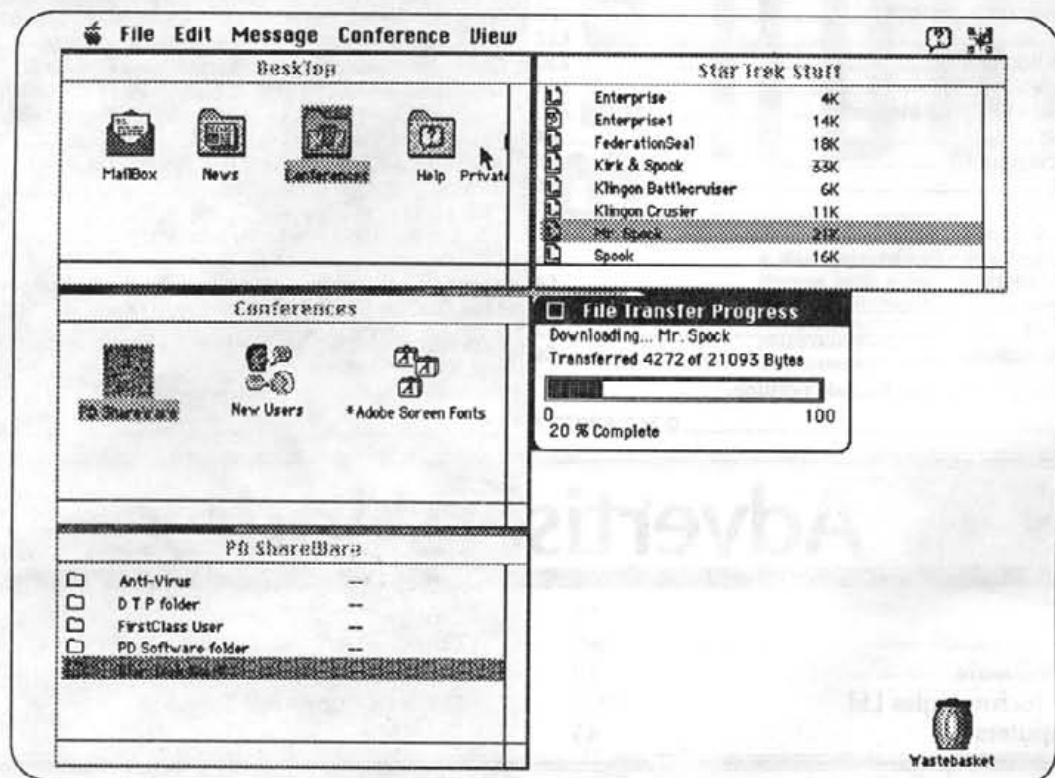 File Edit Message Conference View
DeskTop
MailBox
News
Conferences
Help
Private
Star Trek Stuff
Enterprise 4K
Enterprise1 14K
FederationSeal 18K
Kirk & Spock 33K
Klingon Battlecruiser 6K
Klingon Crusier 11K
Mr. Spock 21K
Spock 16K
Conferences
PD Shareware
New Users
*Adobe Screen Fonts
File Transfer Progress
Downloading... Mr. Spock
Transferred 4272 of 21093 Bytes
0 100
20 % Complete
PD ShareWare
Anti-Virus --
D T P folder --
FirstClass User
PD Software folder --
Wastebasket
Advertis